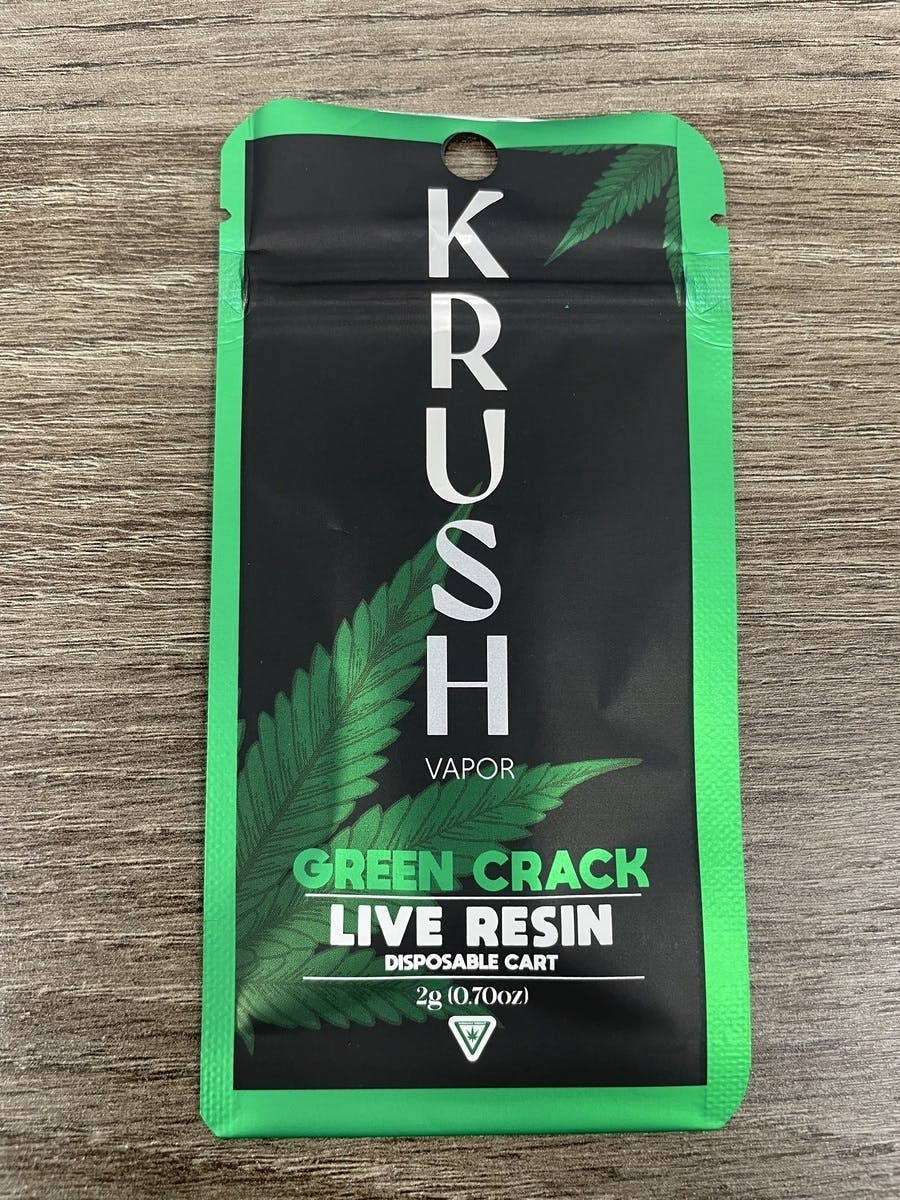 KRUSH
VAPOR
GREEN CRACK
LIVE RESIN
DISPOSABLE CART
2g (0.70oz)